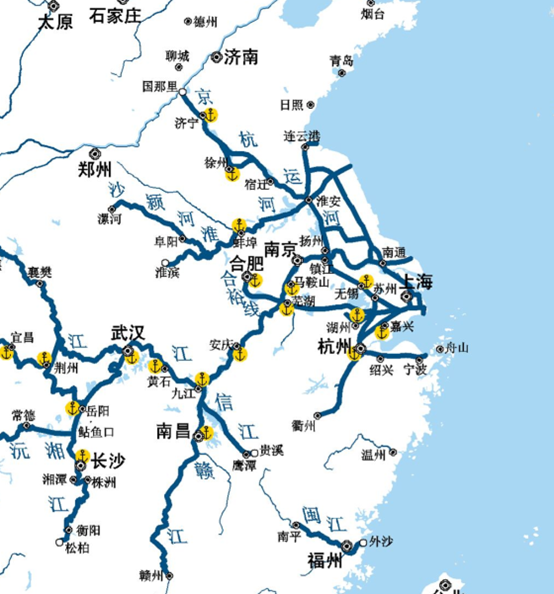 太原
石家庄
德州
烟台
聊城
济南
青岛
国那里
京
日照
济宁
杭
连云港
郑州
徐州
宿迁
运
沙
颍
河
淮安
漯河
河
淮
河
阜阳
蚌埠
扬州
淮滨
南京
镇江
南通
合肥
襄樊
合
裕
线
马鞍山
无锡
苏州
上海
芜湖
宜昌
江
武汉
江
安庆
湖州
嘉兴
杭州
荆州
黄石
九江
绍兴
宁波
舟山
信
江
常德
岳阳
鲇鱼口
南昌
衢州
沅
湘
长沙
赣
贵溪
鹰潭
温州
湘潭
株洲
江
闽
江
衡阳
江
南平
外沙
松柏
福州
赣州